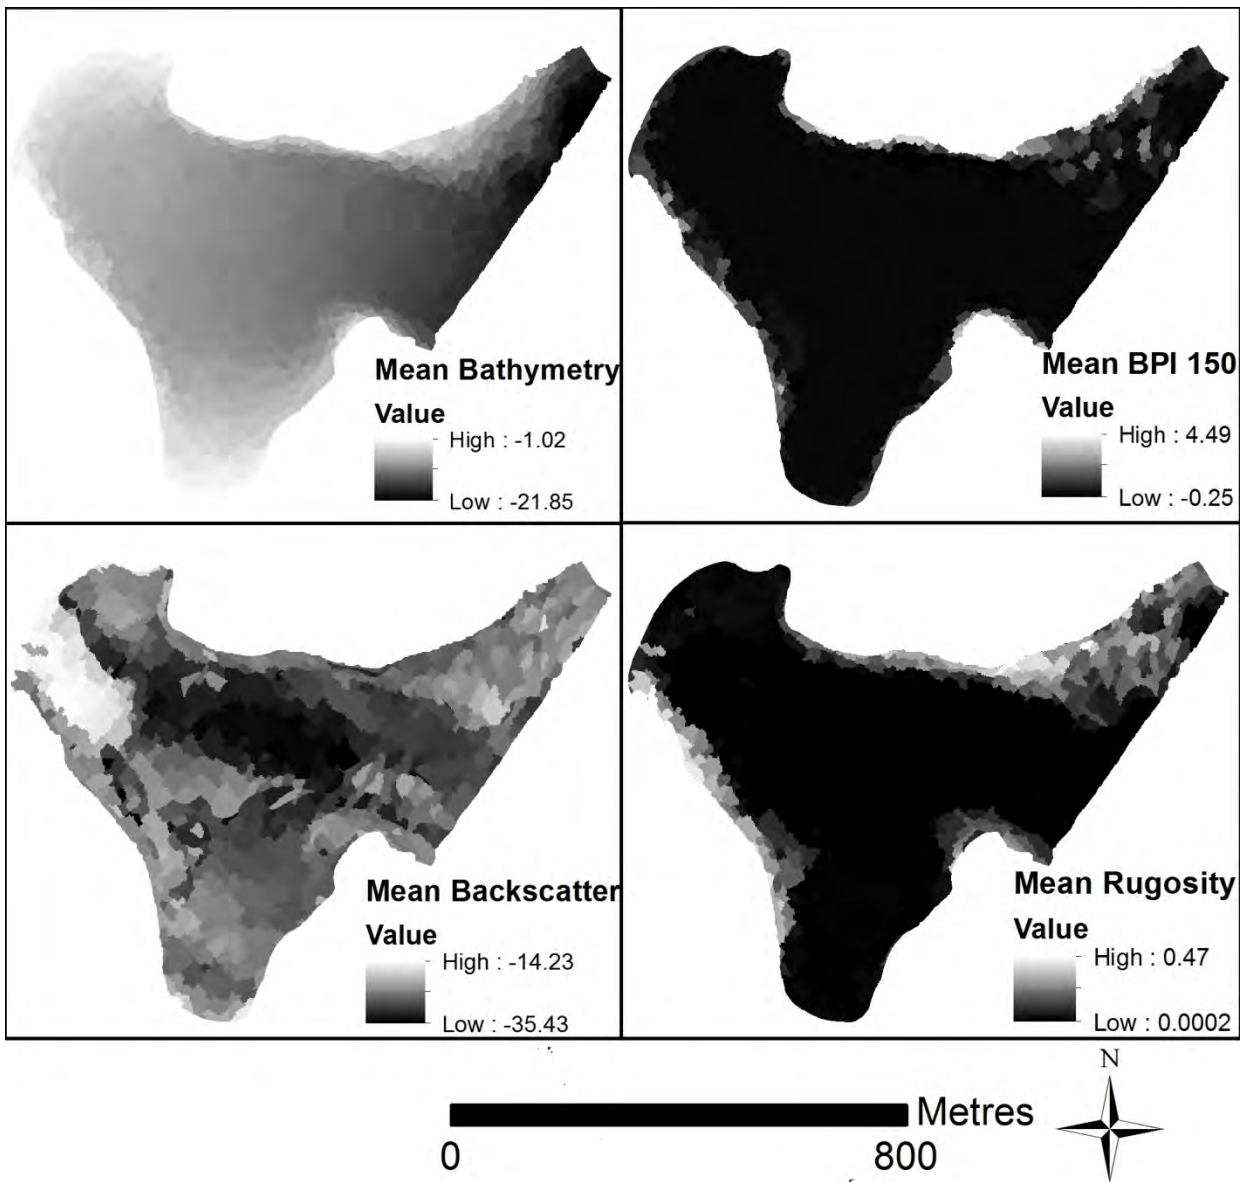 Mean Bathymetry
Value
High : -1.02
Low : -21.85
Mean BPI 150
Value
High : 4.49
Low : -0.25
Mean Backscatter
Value
High : -14.23
Low : -35.43
Mean Rugosity
Value
High : 0.47
Low : 0.0002
N
Metres
0 800